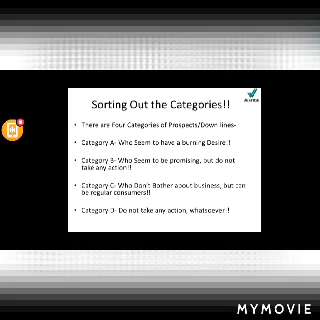 Sorting Out the Categories!!
• There are Four Categories of Prospects/Down lines-
• Category A- Who Seem to have a burning Desire!!
• Category B- Who Seem to be promising, but do not
take any action!!
• Category C- Who Don't Bother about business, but can
be regular consumers!!
• Category D- Do not take any action, whatsoever!!
MYMOVIE